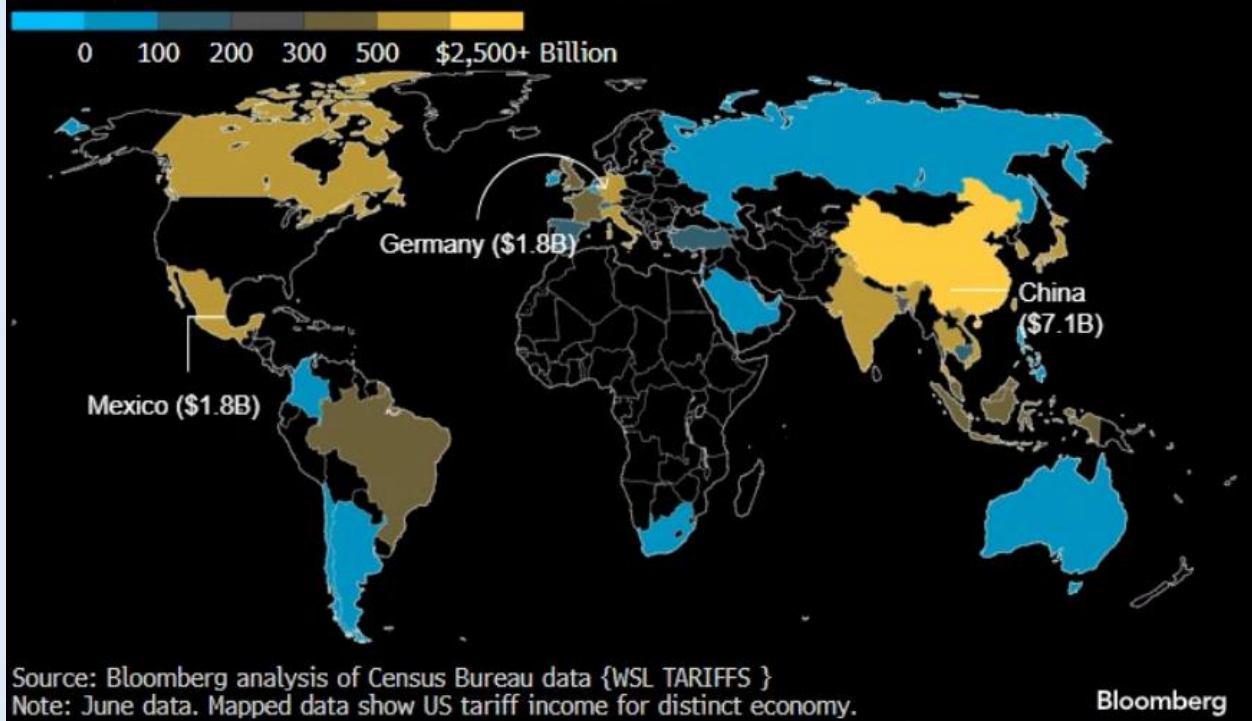 0 100 200 300 500 $2,500+ Billion
Germany ($1.8B)
China
($7.1B)
Mexico ($1.8B)
Source: Bloomberg analysis of Census Bureau data {WSL TARIFFS }
Note: June data. Mapped data show US tariff income for distinct economy.
Bloomberg